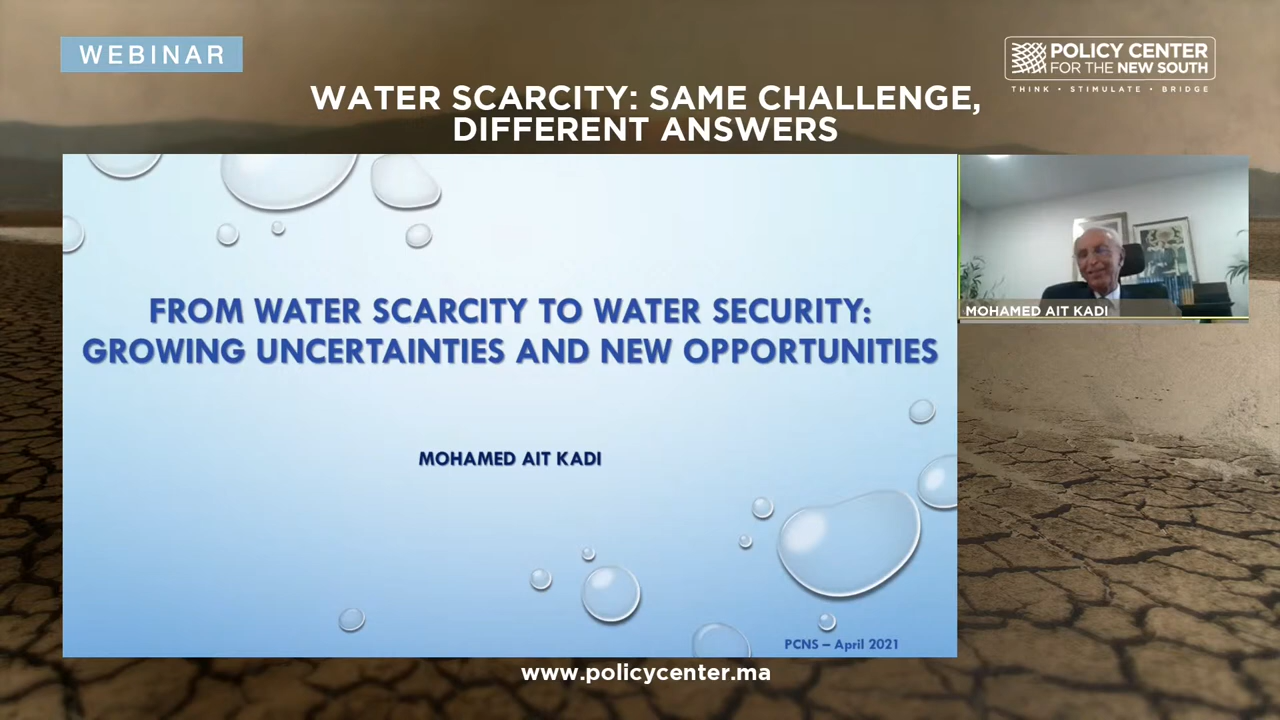 WEBINAR
POLICY CENTER
FOR THE NEW SOUTH
THINK • STIMULATE • BRIDGE
WATER SCARCITY: SAME CHALLENGE,
DIFFERENT ANSWERS
FROM WATER SCARCITY TO WATER SECURITY:
GROWING UNCERTAINTIES AND NEW OPPORTUNITIES
MOHAMED AIT KADI
PCNS – April 2021
MOHAMED AIT KADI
www.policycenter.ma